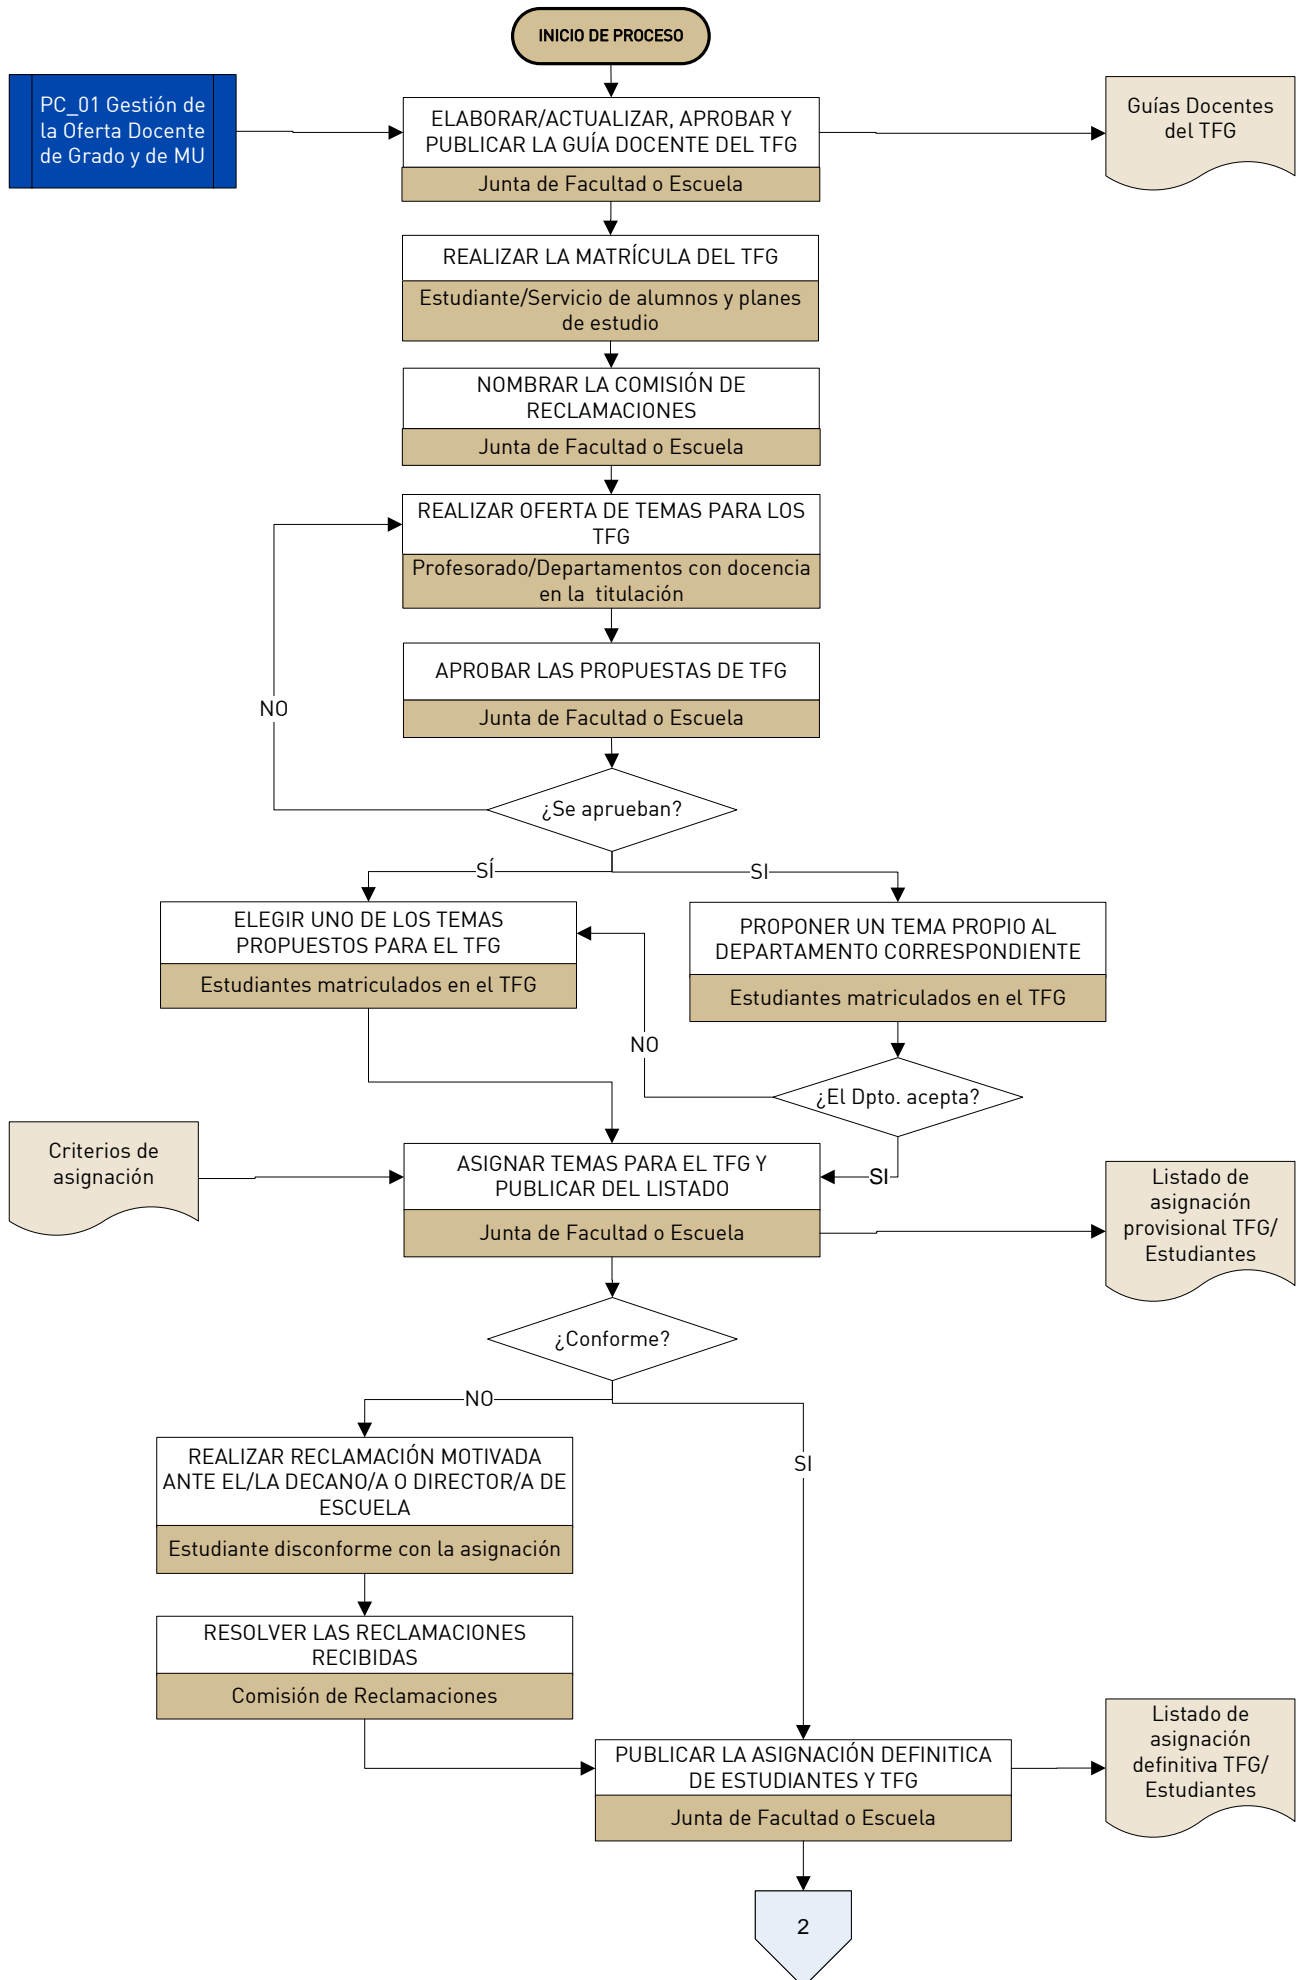 INICIO DE PROCESO
PC_01 Gestión de
la Oferta Docente
de Grado y de MU
ELABORAR/ACTUALIZAR, APROBAR Y
PUBLICAR LA GUÍA DOCENTE DEL TFG
Junta de Facultad o Escuela
Guías Docentes
del TFG
REALIZAR LA MATRÍCULA DEL TFG
Estudiante/Servicio de alumnos y planes
de estudio
NOMBRAR LA COMISIÓN DE
RECLAMACIONES
Junta de Facultad o Escuela
REALIZAR OFERTA DE TEMAS PARA LOS
TFG
Profesorado/Departamentos con docencia
en la titulación
APROBAR LAS PROPUESTAS DE TFG
Junta de Facultad o Escuela
NO
¿Se aprueban?
SÍ
SI
ELEGIR UNO DE LOS TEMAS
PROPUESTOS PARA EL TFG
Estudiantes matriculados en el TFG
PROPONER UN TEMA PROPIO AL
DEPARTAMENTO CORRESPONDIENTE
Estudiantes matriculados en el TFG
NO
¿El Dpto. acepta?
SI
Criterios de
asignación
ASIGNAR TEMAS PARA EL TFG Y
PUBLICAR DEL LISTADO
Junta de Facultad o Escuela
Listado de
asignación
provisional TFG/
Estudiantes
¿Conforme?
NO
SI
REALIZAR RECLAMACIÓN MOTIVADA
ANTE EL/LA DECANO/A O DIRECTOR/A DE
ESCUELA
Estudiante disconforme con la asignación
RESOLVER LAS RECLAMACIONES
RECIBIDAS
Comisión de Reclamaciones
PUBLICAR LA ASIGNACIÓN DEFINITICA
DE ESTUDIANTES Y TFG
Junta de Facultad o Escuela
Listado de
asignación
definitiva TFG/
Estudiantes
2